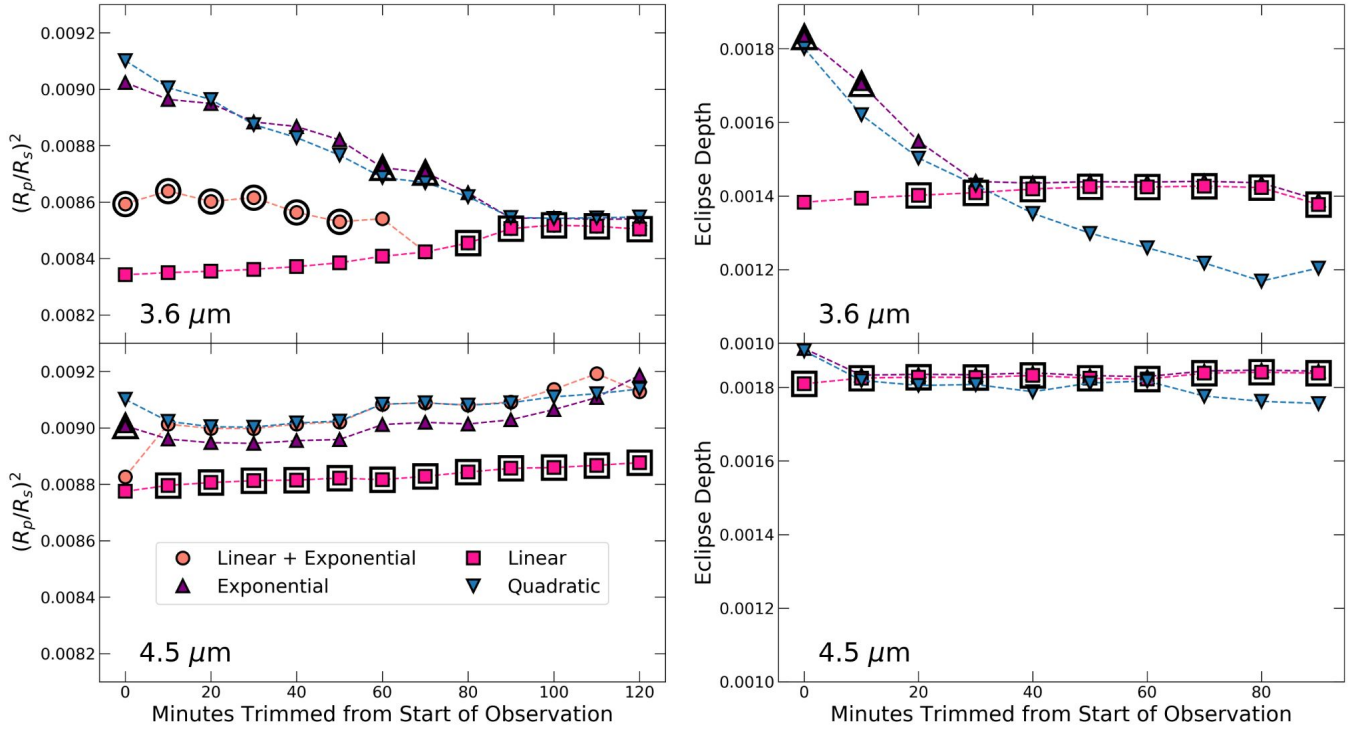 0.0092
0.0090
0.0088
0.0086
0.0084
0.0082
(Rp/Rs)²
3.6 μm
0.0018
0.0016
0.0014
0.0012
0.0010
Eclipse Depth
3.6 μm
0.0092
0.0090
0.0088
0.0086
0.0084
0.0082
(Rp/Rs)²
Linear + Exponential
Linear
Exponential
Quadratic
4.5 μm
0 20 40 60 80 100 120
Minutes Trimmed from Start of Observation
0.0018
0.0016
0.0014
0.0012
0.0010
Eclipse Depth
4.5 μm
0 20 40 60 80
Minutes Trimmed from Start of Observation